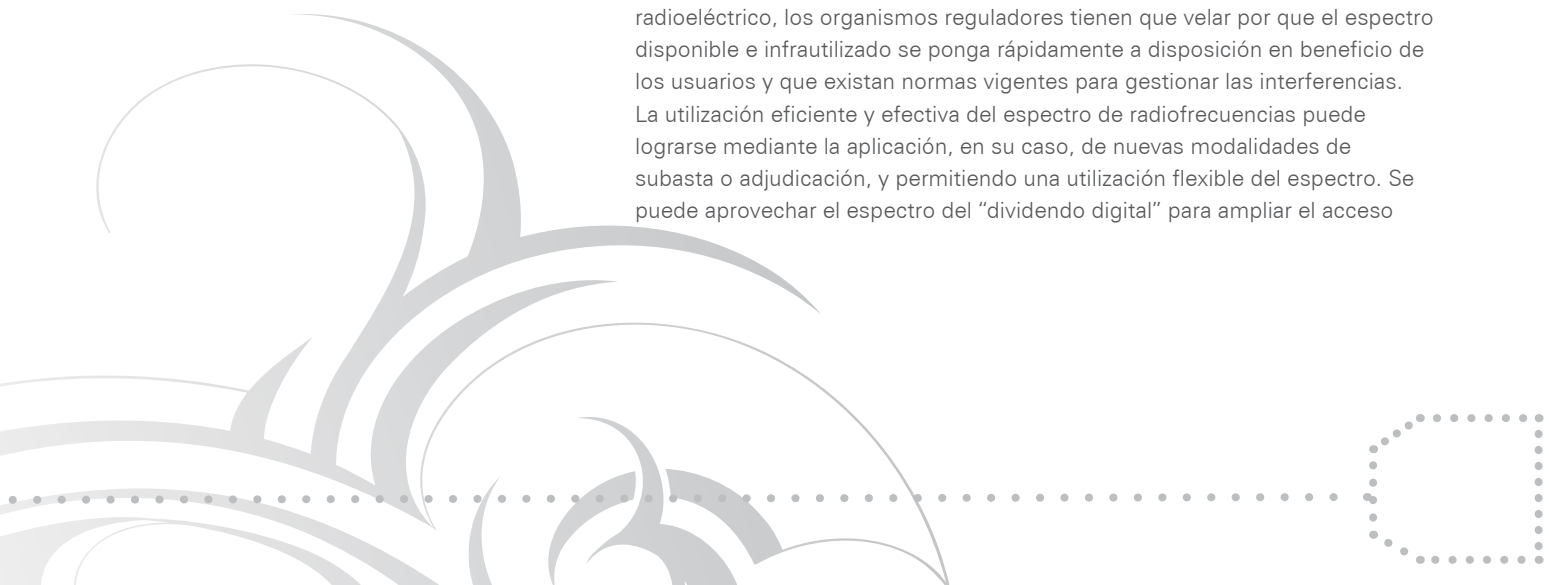 radioeléctrico, los organismos reguladores tienen que velar por que el espectro
disponible e infrautilizado se ponga rápidamente a disposición en beneficio de
los usuarios y que existan normas vigentes para gestionar las interferencias.
La utilización eficiente y efectiva del espectro de radiofrecuencias puede
lograrse mediante la aplicación, en su caso, de nuevas modalidades de
subasta o adjudicación, y permitiendo una utilización flexible del espectro. Se
puede aprovechar el espectro del “dividendo digital” para ampliar el acceso